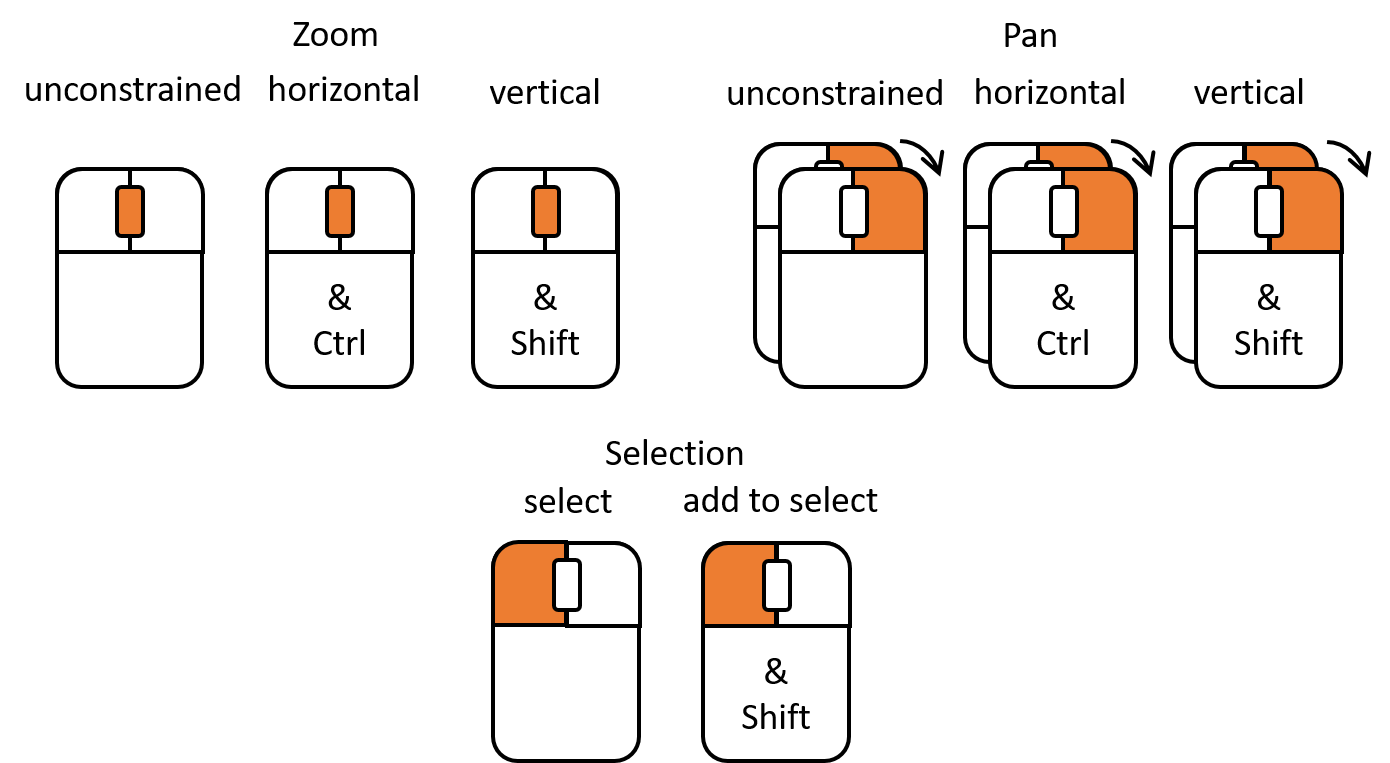 Zoom
unconstrained horizontal vertical
& Ctrl
& Shift
Pan
unconstrained horizontal vertical
& Ctrl
& Shift
Selection
select add to select
& Shift